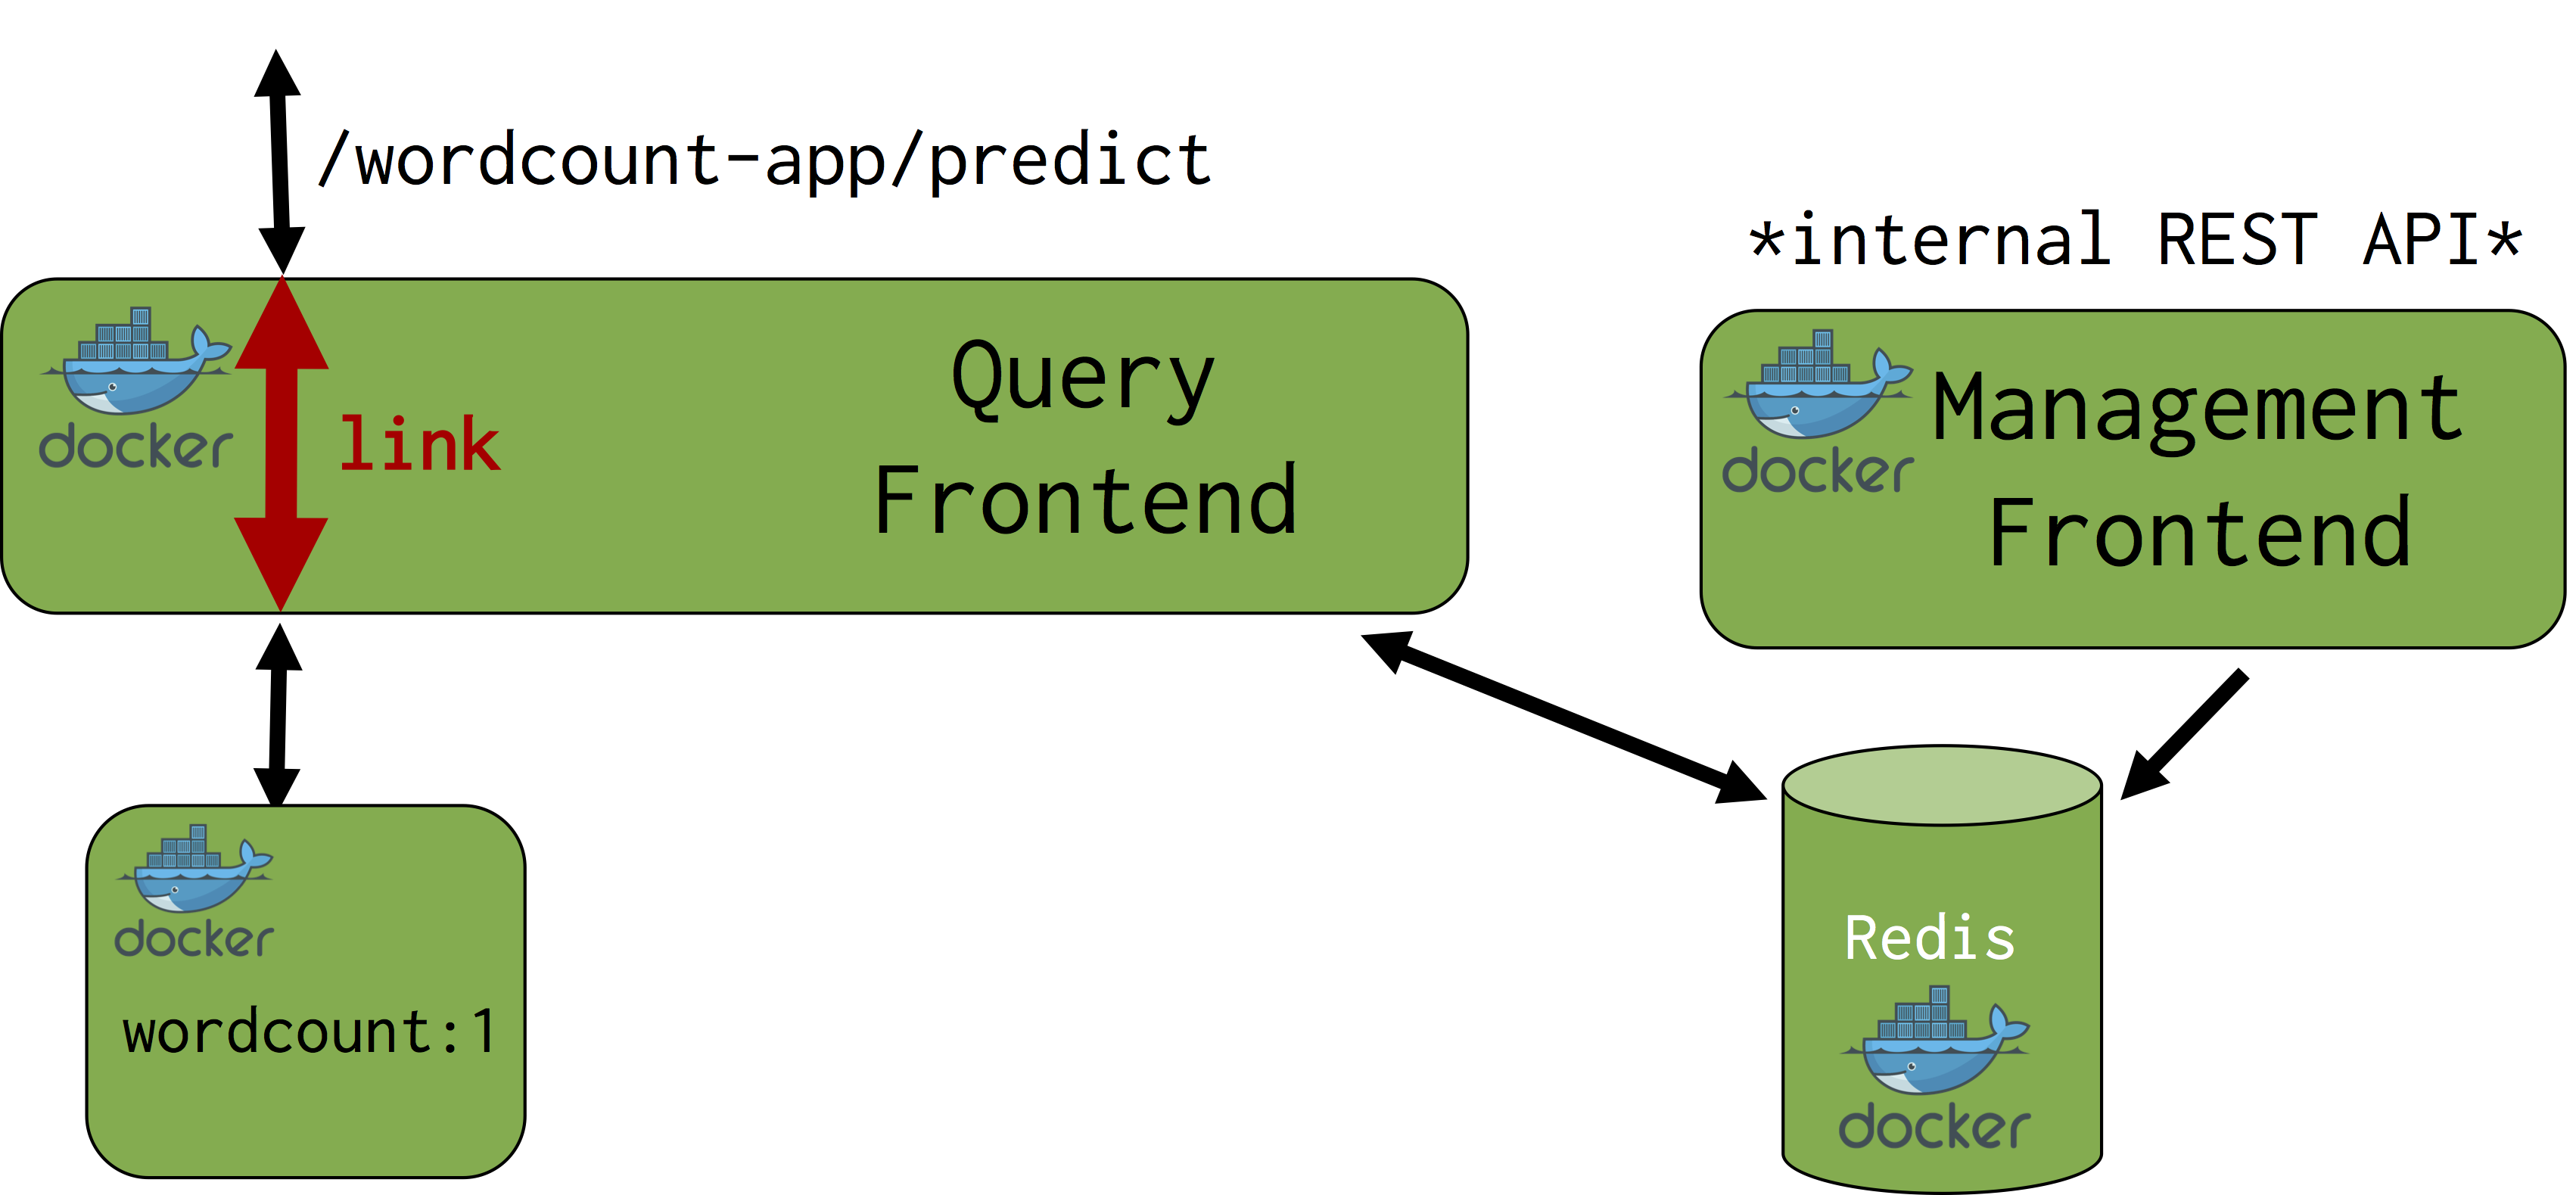 /wordcount-app/predict
*internal REST API*
docker
link
Query
Frontend
docker
Management
Frontend
docker
wordcount:1
Redis
docker